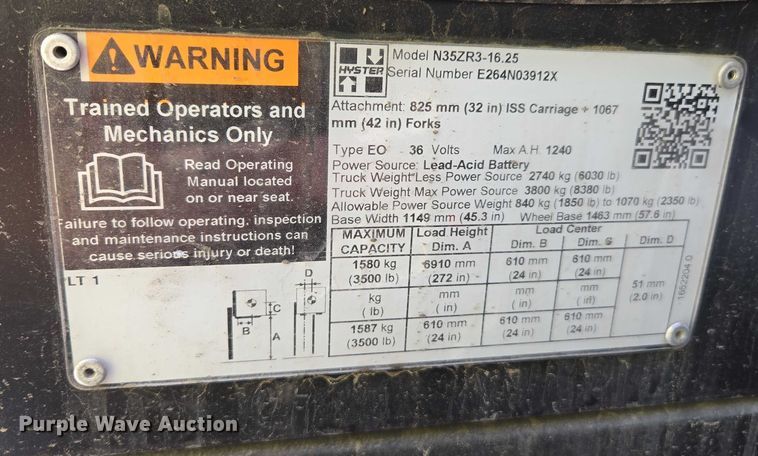 WARNING
Trained Operators and
Mechanics Only
Read Operating
Manual located
on or near seat.
Failure to follow operating, inspection
and maintenance instructions can
cause serious injury or death!
LT 1
D
C
B
A
HYSTER
Model N35ZR3-16.25
Serial Number E264N03912X
Attachment: 825 mm (32 in) ISS Carriage + 1067
mm (42 in) Forks
Type EO 36 Volts Max A.H. 1240
Power Source: Lead-Acid Battery
Truck Weight Less Power Source 2740 kg (6030 lb)
Truck Weight Max Power Source 3800 kg (8380 lb)
Allowable Power Source Weight 840 kg (1850 lb) to 1070 kg (2350 lb)
Base Width 1149 mm (45.3 in) Wheel Base 1463 mm (57.6 in)
MAXIMUM CAPACITY Load Height Dim. A Load Center Dim. B Dim. C Dim. D
1580 kg 6910 mm 610 mm 610 mm
(3500 lb) (272 in) (24 in) (24 in)
kg mm mm mm 51 mm
( lb) ( in) ( in) ( in) (2.0 in)
1587 kg 610 mm 610 mm 610 mm
(3500 lb) (24 in) (24 in) (24 in)
1652204 0
Purple Wave Auction